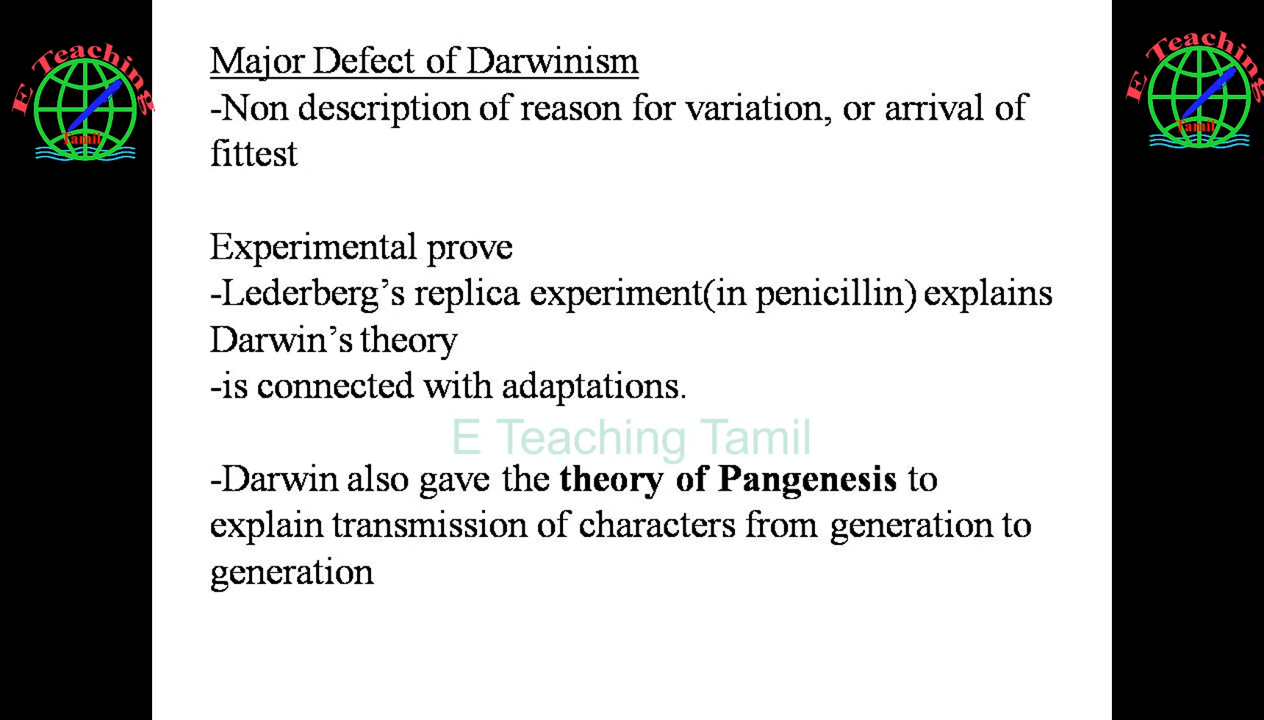 E Teaching
Tamil
E Teaching
Tamil
Major Defect of Darwinism
-Non description of reason for variation, or arrival of
fittest
Experimental prove
-Lederberg’s replica experiment(in penicillin) explains
Darwin’s theory
-is connected with adaptations.
E Teaching Tamil
-Darwin also gave the theory of Pangenesis to
explain transmission of characters from generation to
generation